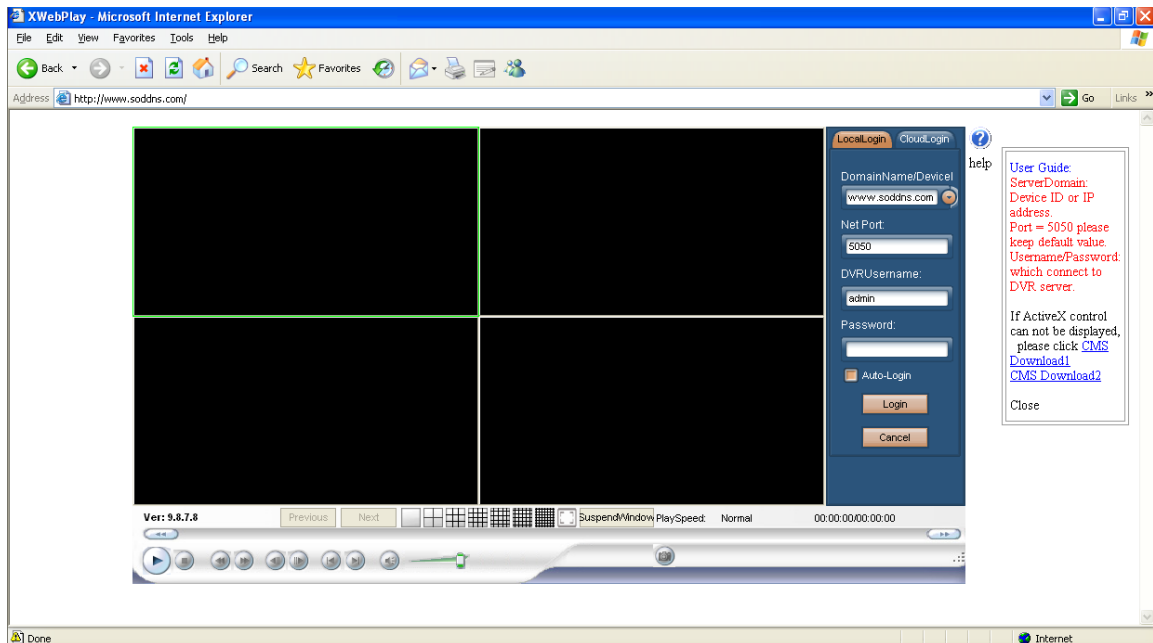 XWebPlay - Microsoft Internet Explorer
File Edit View Favorites Tools Help
Back Search Favorites
Address http://www.soddns.com/ Go Links »
LocalLogin CloudLogin
DomainName/DeviceI
www.soddns.com
Net Port:
5050
DVRUsername:
admin
Password:
Auto-Login
Login
Cancel
help
User Guide:
ServerDomain:
Device ID or IP
address.
Port = 5050 please
keep default value.
Username/Password:
which connect to
DVR server.
If ActiveX control
can not be displayed,
please click CMS
Download1
CMS Download2
Close
Ver: 9.8.7.8 Previous Next SuspendWindow PlaySpeed: Normal 00:00:00/00:00:00
Done Internet